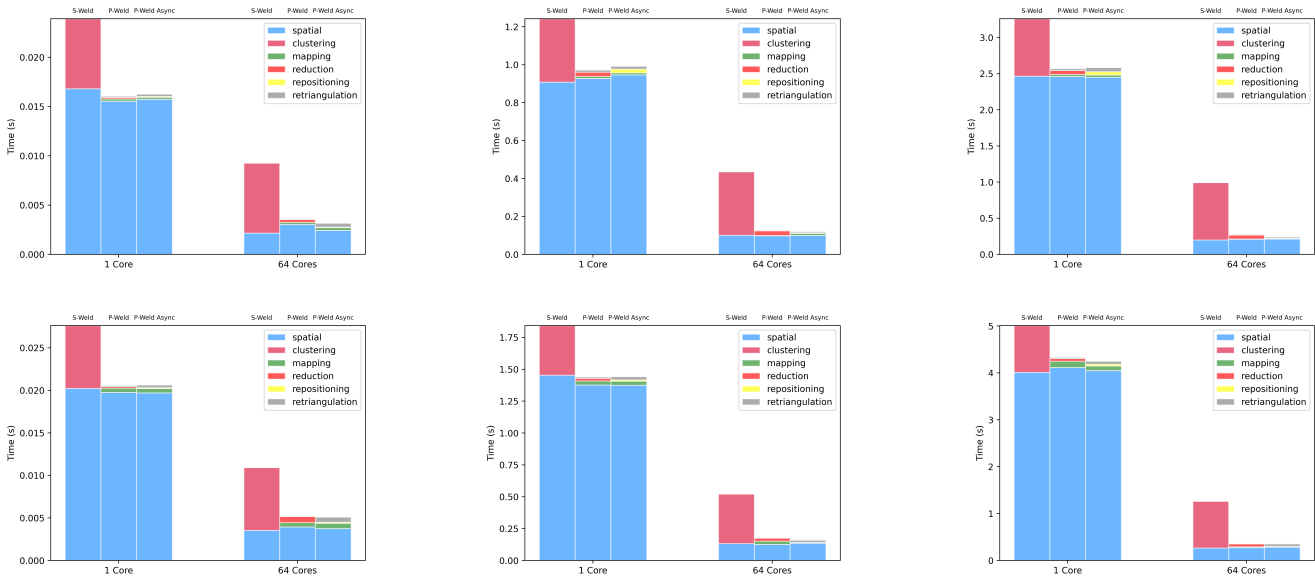 S-Weld P-Weld P-Weld Async S-Weld P-Weld P-Weld Async
spatial
clustering
mapping
reduction
repositioning
retriangulation
0.020
0.015
0.010
0.005
0.000
Time (s)
1 Core 64 Cores
S-Weld P-Weld P-Weld Async S-Weld P-Weld P-Weld Async
spatial
clustering
mapping
reduction
repositioning
retriangulation
1.2
1.0
0.8
0.6
0.4
0.2
0.0
Time (s)
1 Core 64 Cores
S-Weld P-Weld P-Weld Async S-Weld P-Weld P-Weld Async
spatial
clustering
mapping
reduction
repositioning
retriangulation
3.0
2.5
2.0
1.5
1.0
0.5
0.0
Time (s)
1 Core 64 Cores
S-Weld P-Weld P-Weld Async S-Weld P-Weld P-Weld Async
spatial
clustering
mapping
reduction
repositioning
retriangulation
0.025
0.020
0.015
0.010
0.005
0.000
Time (s)
1 Core 64 Cores
S-Weld P-Weld P-Weld Async S-Weld P-Weld P-Weld Async
spatial
clustering
mapping
reduction
repositioning
retriangulation
1.75
1.50
1.25
1.00
0.75
0.50
0.25
0.00
Time (s)
1 Core 64 Cores
S-Weld P-Weld P-Weld Async S-Weld P-Weld P-Weld Async
spatial
clustering
mapping
reduction
repositioning
retriangulation
5
4
3
2
1
0
Time (s)
1 Core 64 Cores